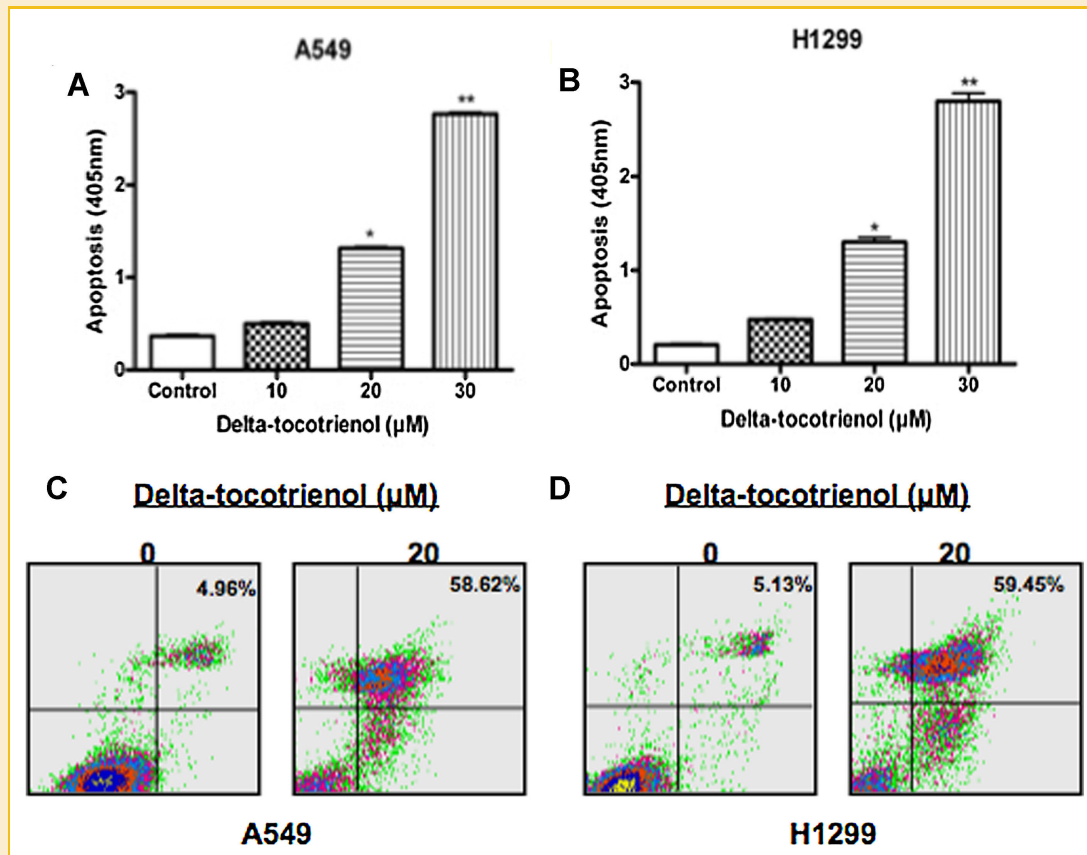 A549
A
Apoptosis (405nm)
3
2
1
0
*
**
Control 10 20 30
Delta-tocotrienol (µM)
H1299
B
Apoptosis (405nm)
3
2
1
0
*
**
Control 10 20 30
Delta-tocotrienol (µM)
C
Delta-tocotrienol (µM)
0 20
4.96% 58.62%
A549
D
Delta-tocotrienol (µM)
0 20
5.13% 59.45%
H1299